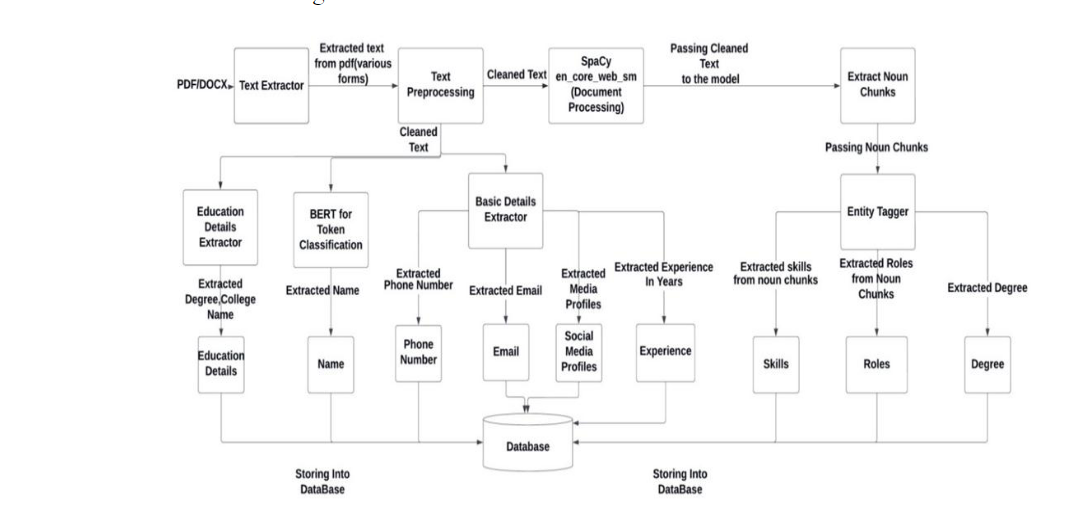 Extracted text
from pdf(various
forms)
Passing Cleaned
Text
to the model
PDF/DOCX
Text Extractor
Text
Preprocessing
Cleaned Text
SpaCy
en_core_web_sm
(Document
Processing)
Extract Noun
Chunks
Cleaned
Text
Passing Noun Chunks
Education
Details
Extractor
BERT for
Token
Classification
Basic Details
Extractor
Entity Tagger
Extracted
Degree,College
Name
Extracted Name
Extracted
Phone Number
Extracted Email
Extracted
Media
Profiles
Extracted Experience
In Years
Extracted skills
from noun chunks
Extracted Roles
from Noun
Chunks
Extracted Degree
Education
Details
Name
Phone
Number
Email
Social
Media
Profiles
Experience
Skills
Roles
Degree
Database
Storing Into
DataBase
Storing Into
DataBase